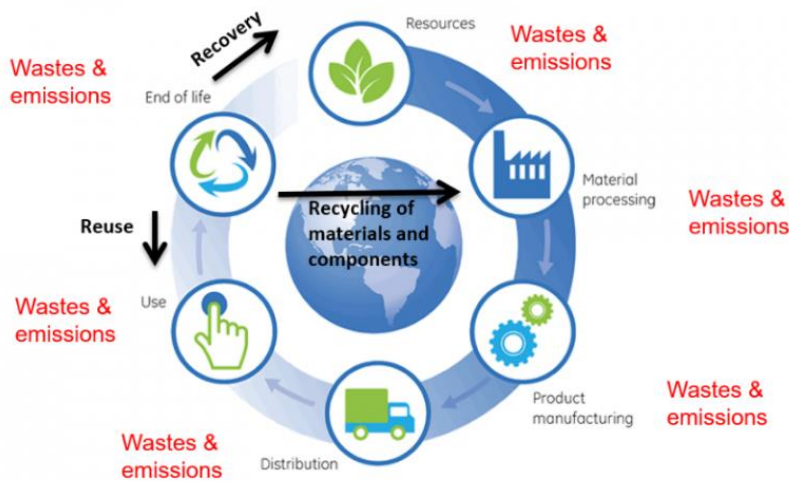 Recovery
Resources
Wastes &
emissions
Wastes &
emissions
End of life
Material
processing
Wastes &
emissions
Recycling of
materials and
components
Reuse
Wastes &
emissions
Use
Product
manufacturing
Wastes &
emissions
Wastes &
emissions
Distribution